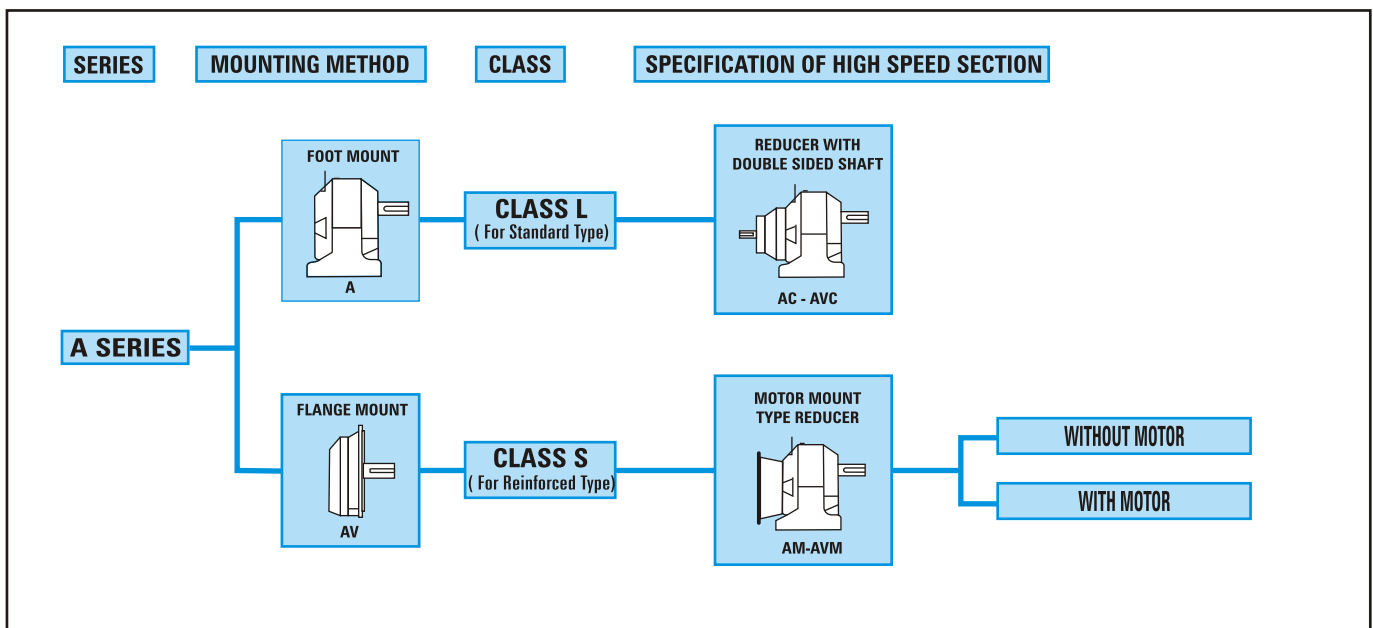 SERIES
MOUNTING METHOD
CLASS
SPECIFICATION OF HIGH SPEED SECTION
FOOT MOUNT
A
CLASS L
( For Standard Type)
REDUCER WITH
DOUBLE SIDED SHAFT
AC - AVC
A SERIES
FLANGE MOUNT
AV
CLASS S
( For Reinforced Type)
MOTOR MOUNT
TYPE REDUCER
AM-AVM
WITHOUT MOTOR
WITH MOTOR